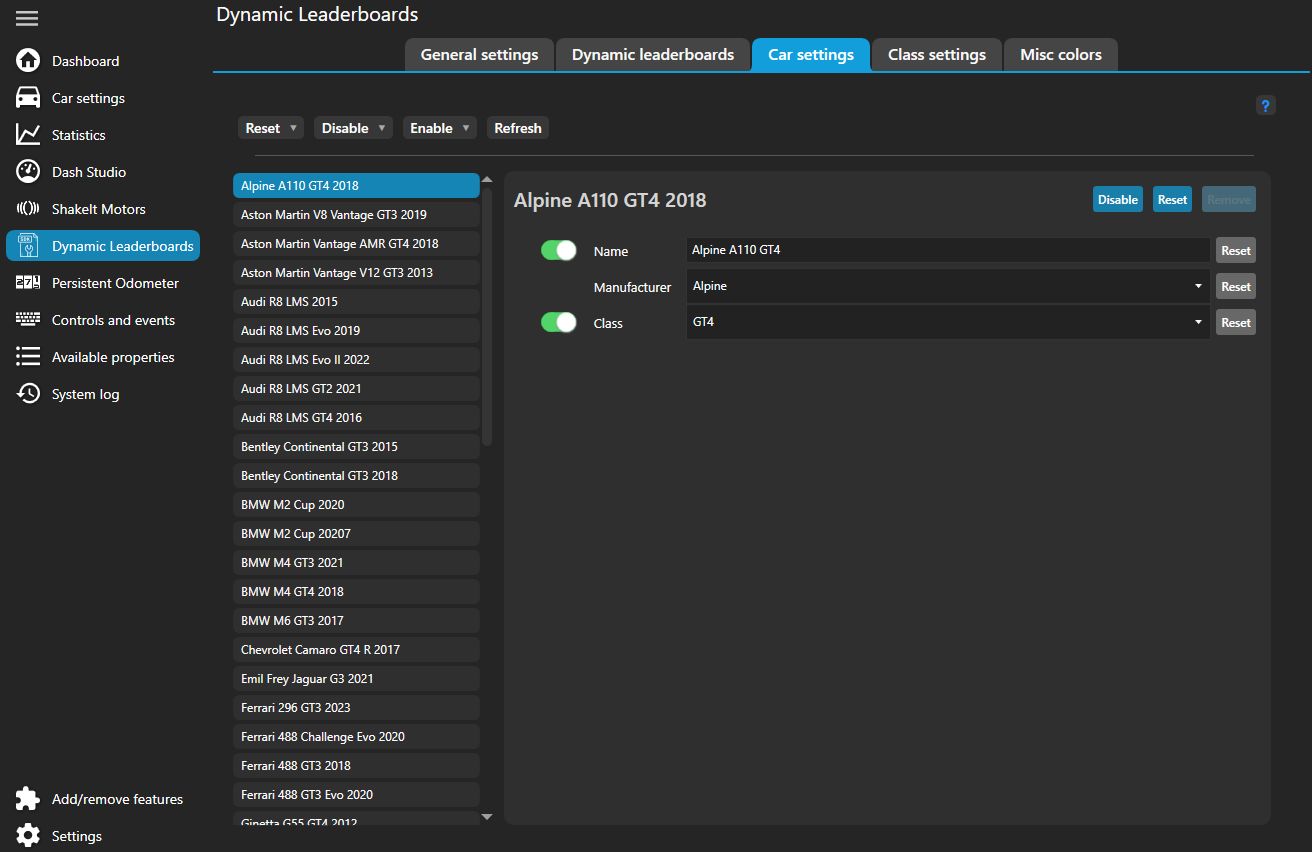 Dynamic Leaderboards
General settings
Dynamic leaderboards
Car settings
Class settings
Misc colors
Dashboard
Car settings
Statistics
Dash Studio
ShakeIt Motors
Dynamic Leaderboards
Persistent Odometer
Controls and events
Available properties
System log
Add/remove features
Settings
?
Reset
Disable
Enable
Refresh
Alpine A110 GT4 2018
Aston Martin V8 Vantage GT3 2019
Aston Martin Vantage AMR GT4 2018
Aston Martin Vantage V12 GT3 2013
Audi R8 LMS 2015
Audi R8 LMS Evo 2019
Audi R8 LMS Evo II 2022
Audi R8 LMS GT2 2021
Audi R8 LMS GT4 2016
Bentley Continental GT3 2015
Bentley Continental GT3 2018
BMW M2 Cup 2020
BMW M2 Cup 20207
BMW M4 GT3 2021
BMW M4 GT4 2018
BMW M6 GT3 2017
Chevrolet Camaro GT4 R 2017
Emil Frey Jaguar G3 2021
Ferrari 296 GT3 2023
Ferrari 488 Challenge Evo 2020
Ferrari 488 GT3 2018
Ferrari 488 GT3 Evo 2020
Ginetta G55 GT4 2012
Alpine A110 GT4 2018
Disable
Reset
Remove
Name
Alpine A110 GT4
Reset
Manufacturer
Alpine
Reset
Class
GT4
Reset